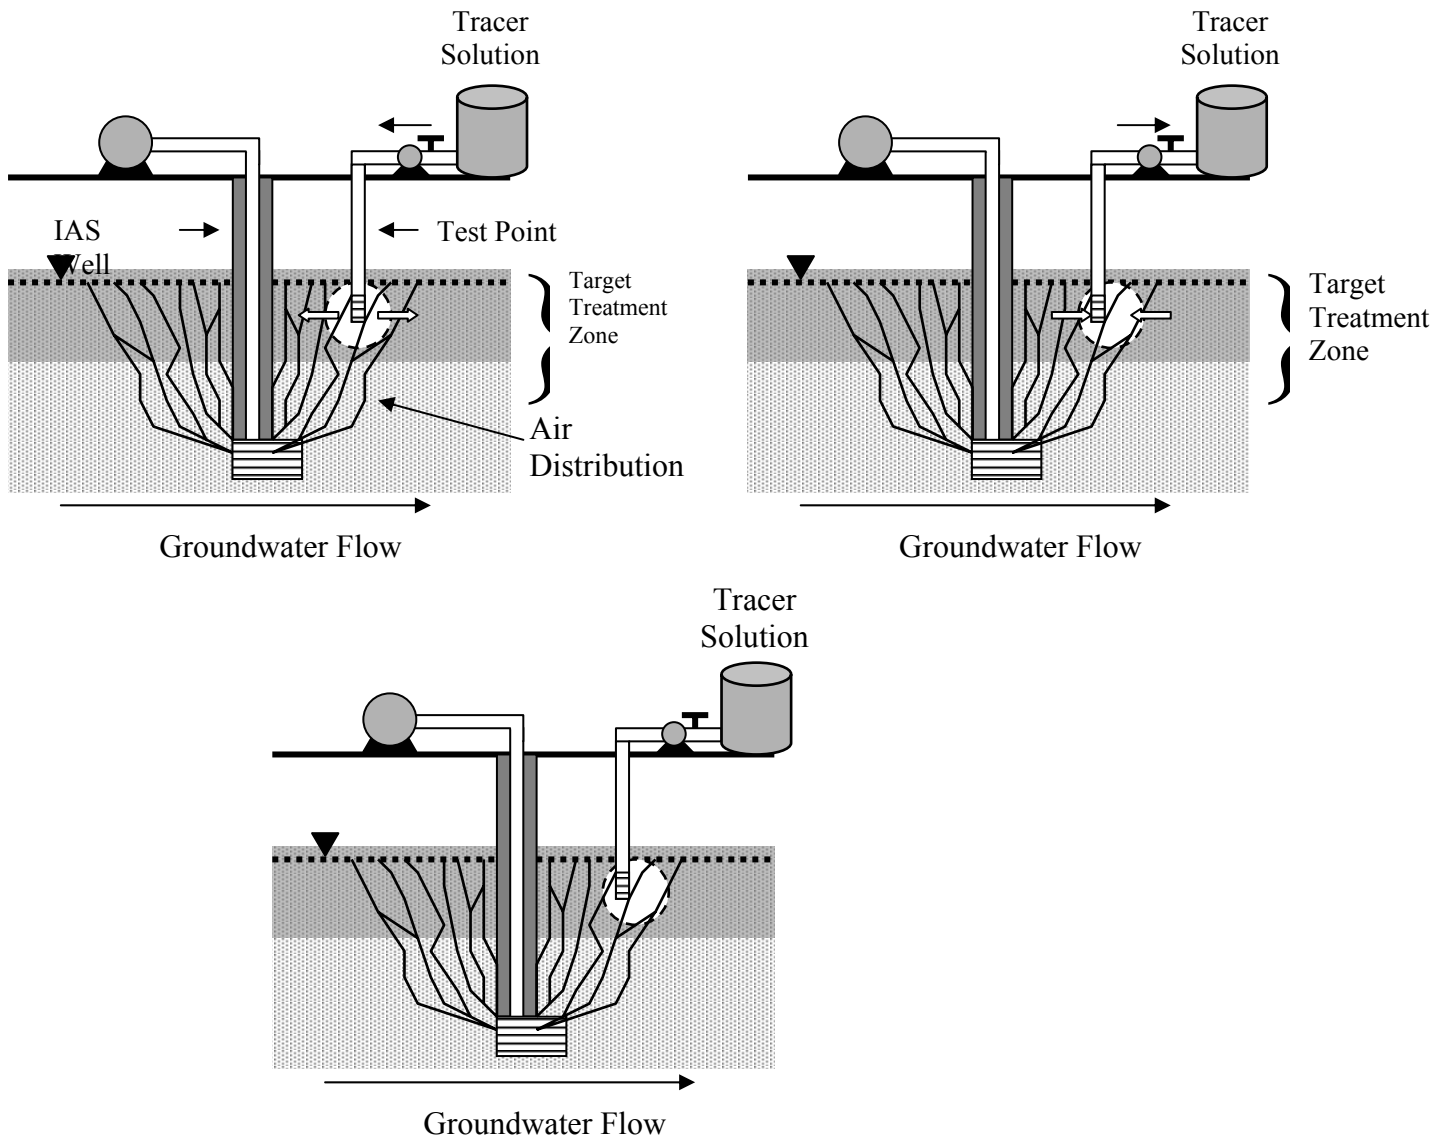 Tracer
Solution
IAS
Well
Test Point
Target
Treatment
Zone
Air
Distribution
Groundwater Flow
Tracer
Solution
Target
Treatment
Zone
Groundwater Flow
Tracer
Solution
Groundwater Flow